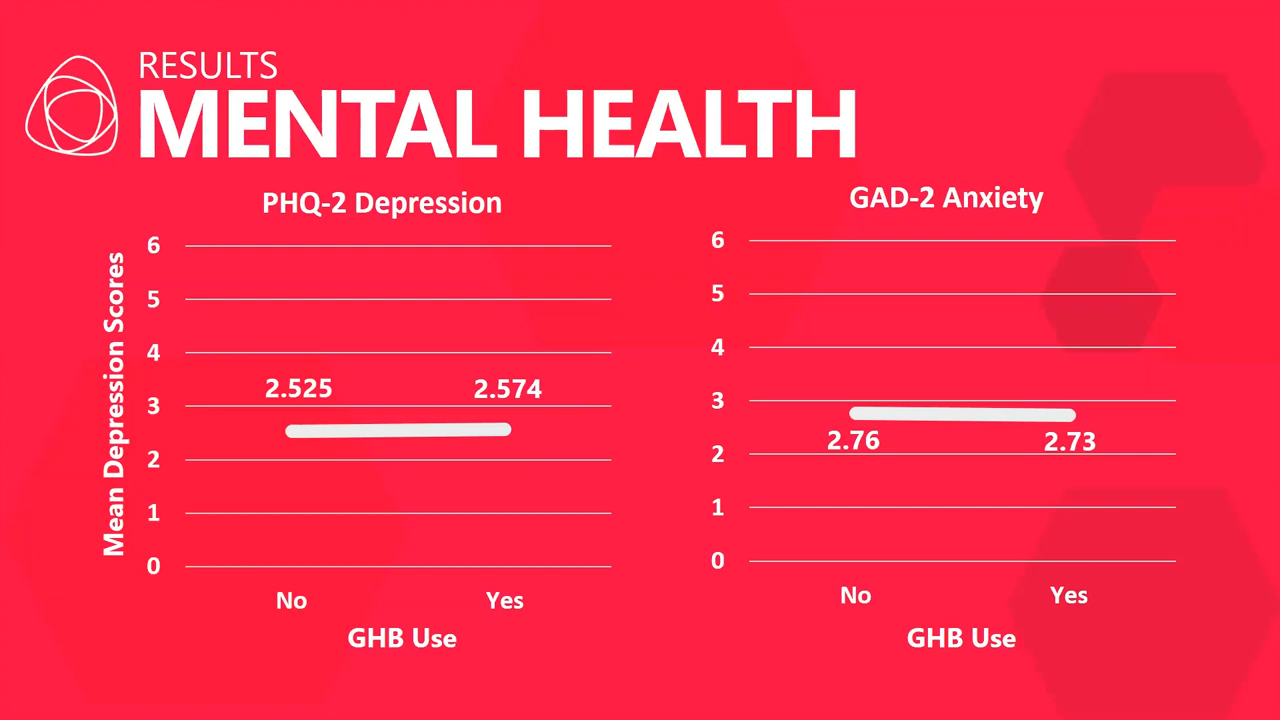 RESULTS
MENTAL HEALTH
PHQ-2 Depression
Mean Depression Scores
6
5
4
3
2
1
0
2.525
2.574
No
Yes
GHB Use
GAD-2 Anxiety
6
5
4
3
2
1
0
2.76
2.73
No
Yes
GHB Use